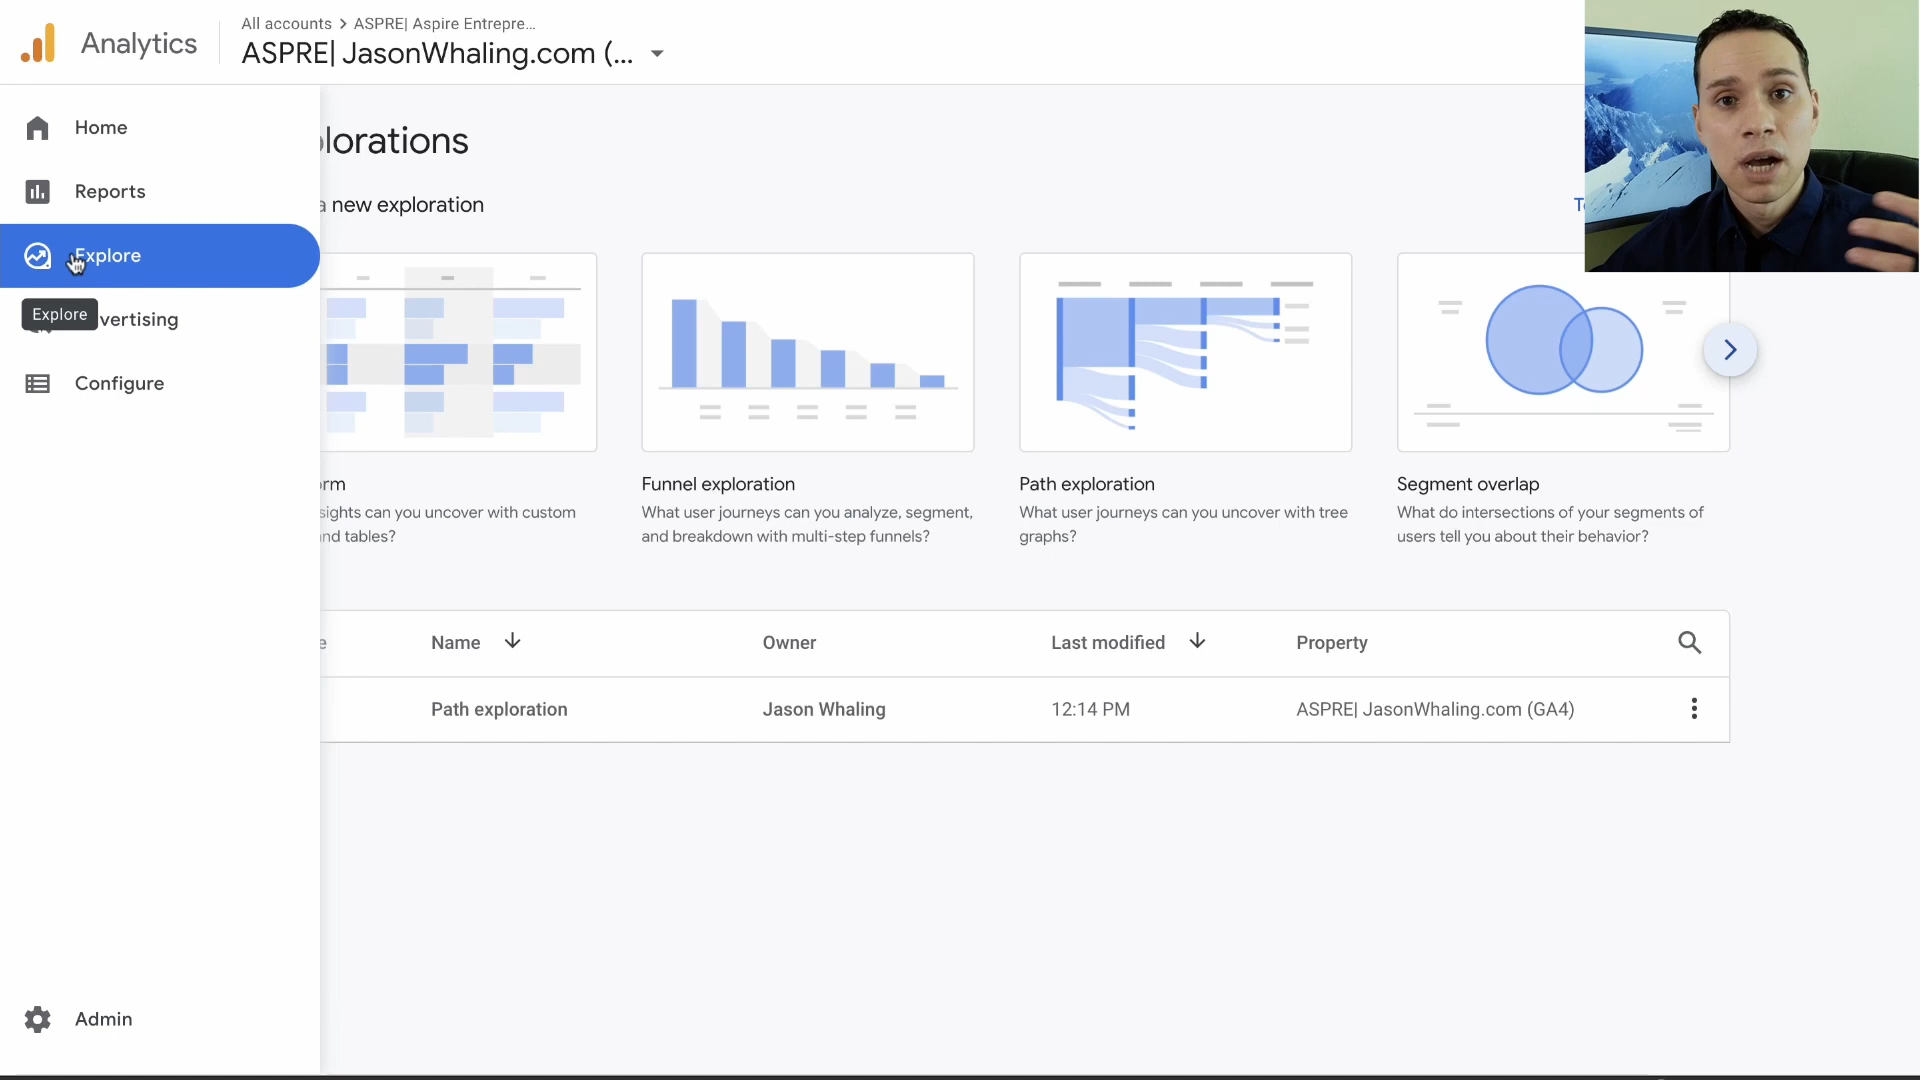 Analytics
All accounts > ASPRE| Aspire Entrepre...
ASPRE| JasonWhaling.com (...
Home
Reports
Explore
Explore
vertising
Configure
Admin
lorations
a new exploration
T
rm
sights can you uncover with custom
nd tables?
Funnel exploration
What user journeys can you analyze, segment,
and breakdown with multi-step funnels?
Path exploration
What user journeys can you uncover with tree
graphs?
Segment overlap
What do intersections of your segments of
users tell you about their behavior?
e Name Owner Last modified Property
Path exploration Jason Whaling 12:14 PM ASPRE| JasonWhaling.com (GA4)